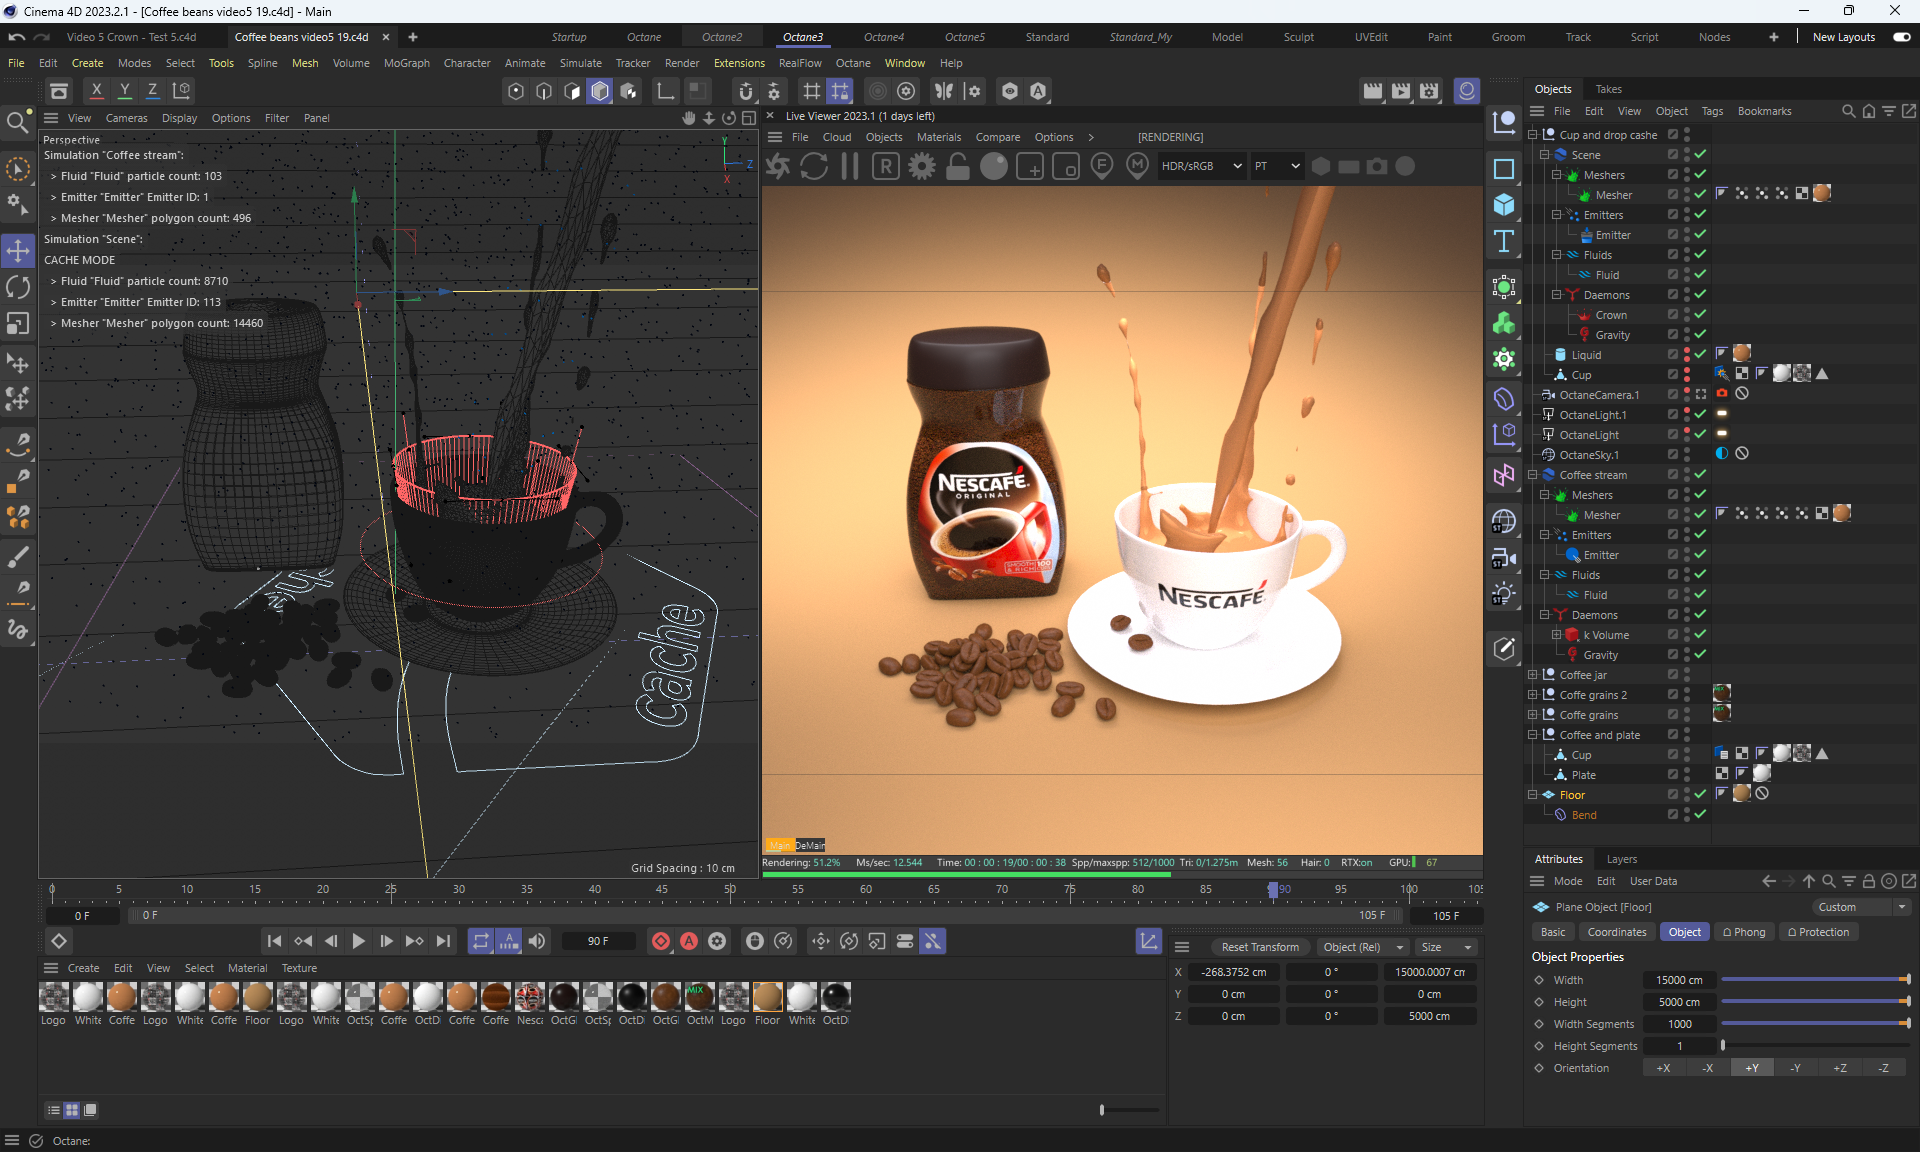 Cinema 4D 2023.2.1 - [Coffee beans video5 19.c4d] - Main
Video 5 Crown - Test 5.c4d
Coffee beans video5 19.c4d × +
Startup Octane Octane2 Octane3 Octane4 Octane5 Standard Standard_My Model Sculpt UVEdit Paint Groom Track Script Nodes + New Layouts
File Edit Create Modes Select Tools Spline Mesh Volume MoGraph Character Animate Simulate Tracker Render Extensions RealFlow Octane Window Help
X Y Z
View Cameras Display Options Filter Panel
Perspective
Simulation "Coffee stream":
> Fluid "Fluid" particle count: 103
> Emitter "Emitter" Emitter ID: 1
> Mesher "Mesher" polygon count: 496
Simulation "Scene":
CACHE MODE
> Fluid "Fluid" particle count: 8710
> Emitter "Emitter" Emitter ID: 113
> Mesher "Mesher" polygon count: 14460
Y
Z
X
Cache
Grid Spacing : 10 cm
Live Viewer 2023.1 (1 days left)
File Cloud Objects Materials Compare Options > [RENDERING]
R F M HDR/sRGB PT
NESCAFÉ
ORIGINAL
SMOOTH
& RICH
100
NESCAFÉ
Main DeMain
Rendering: 51.2% Ms/sec: 12.544 Time: 00 : 00 : 19/00 : 00 : 38 Spp/maxspp: 512/1000 Tri: 0/1.275m Mesh: 56 Hair: 0 RTX:on GPU: 67
0 5 10 15 20 25 30 35 40 45 50 55 60 65 70 75 80 85 90 95 100 105
0 F 0 F 105 F 105 F
90 F
Create Edit View Select Material Texture
MIX
Logo White Coffe Logo White Coffe Floor Logo White OctSp Coffe OctD Coffe Coffe Nesca OctGl OctSp OctD OctGl OctM Logo Floor White OctD
Reset Transform Object (Rel) Size
X -268.3752 cm 0 ° 15000.0007 cm
Y 0 cm 0 ° 0 cm
Z 0 cm 0 ° 5000 cm
Octane:
Objects Takes
File Edit View Object Tags Bookmarks
Cup and drop cashe
Scene
Meshers
Mesher
Emitters
Emitter
Fluids
Fluid
Daemons
Crown
Gravity
Liquid
Cup
OctaneCamera.1
OctaneLight.1
OctaneLight
OctaneSky.1
Coffee stream
Meshers
Mesher
Emitters
Emitter
Fluids
Fluid
Daemons
k Volume
Gravity
Coffee jar
Coffe grains 2
Coffe grains
Coffee and plate
Cup
Plate
Floor
Bend
Attributes Layers
Mode Edit User Data
Plane Object [Floor] Custom
Basic Coordinates Object Phong Protection
Object Properties
Width 15000 cm
Height 5000 cm
Width Segments 1000
Height Segments 1
Orientation +X -X +Y -Y +Z -Z